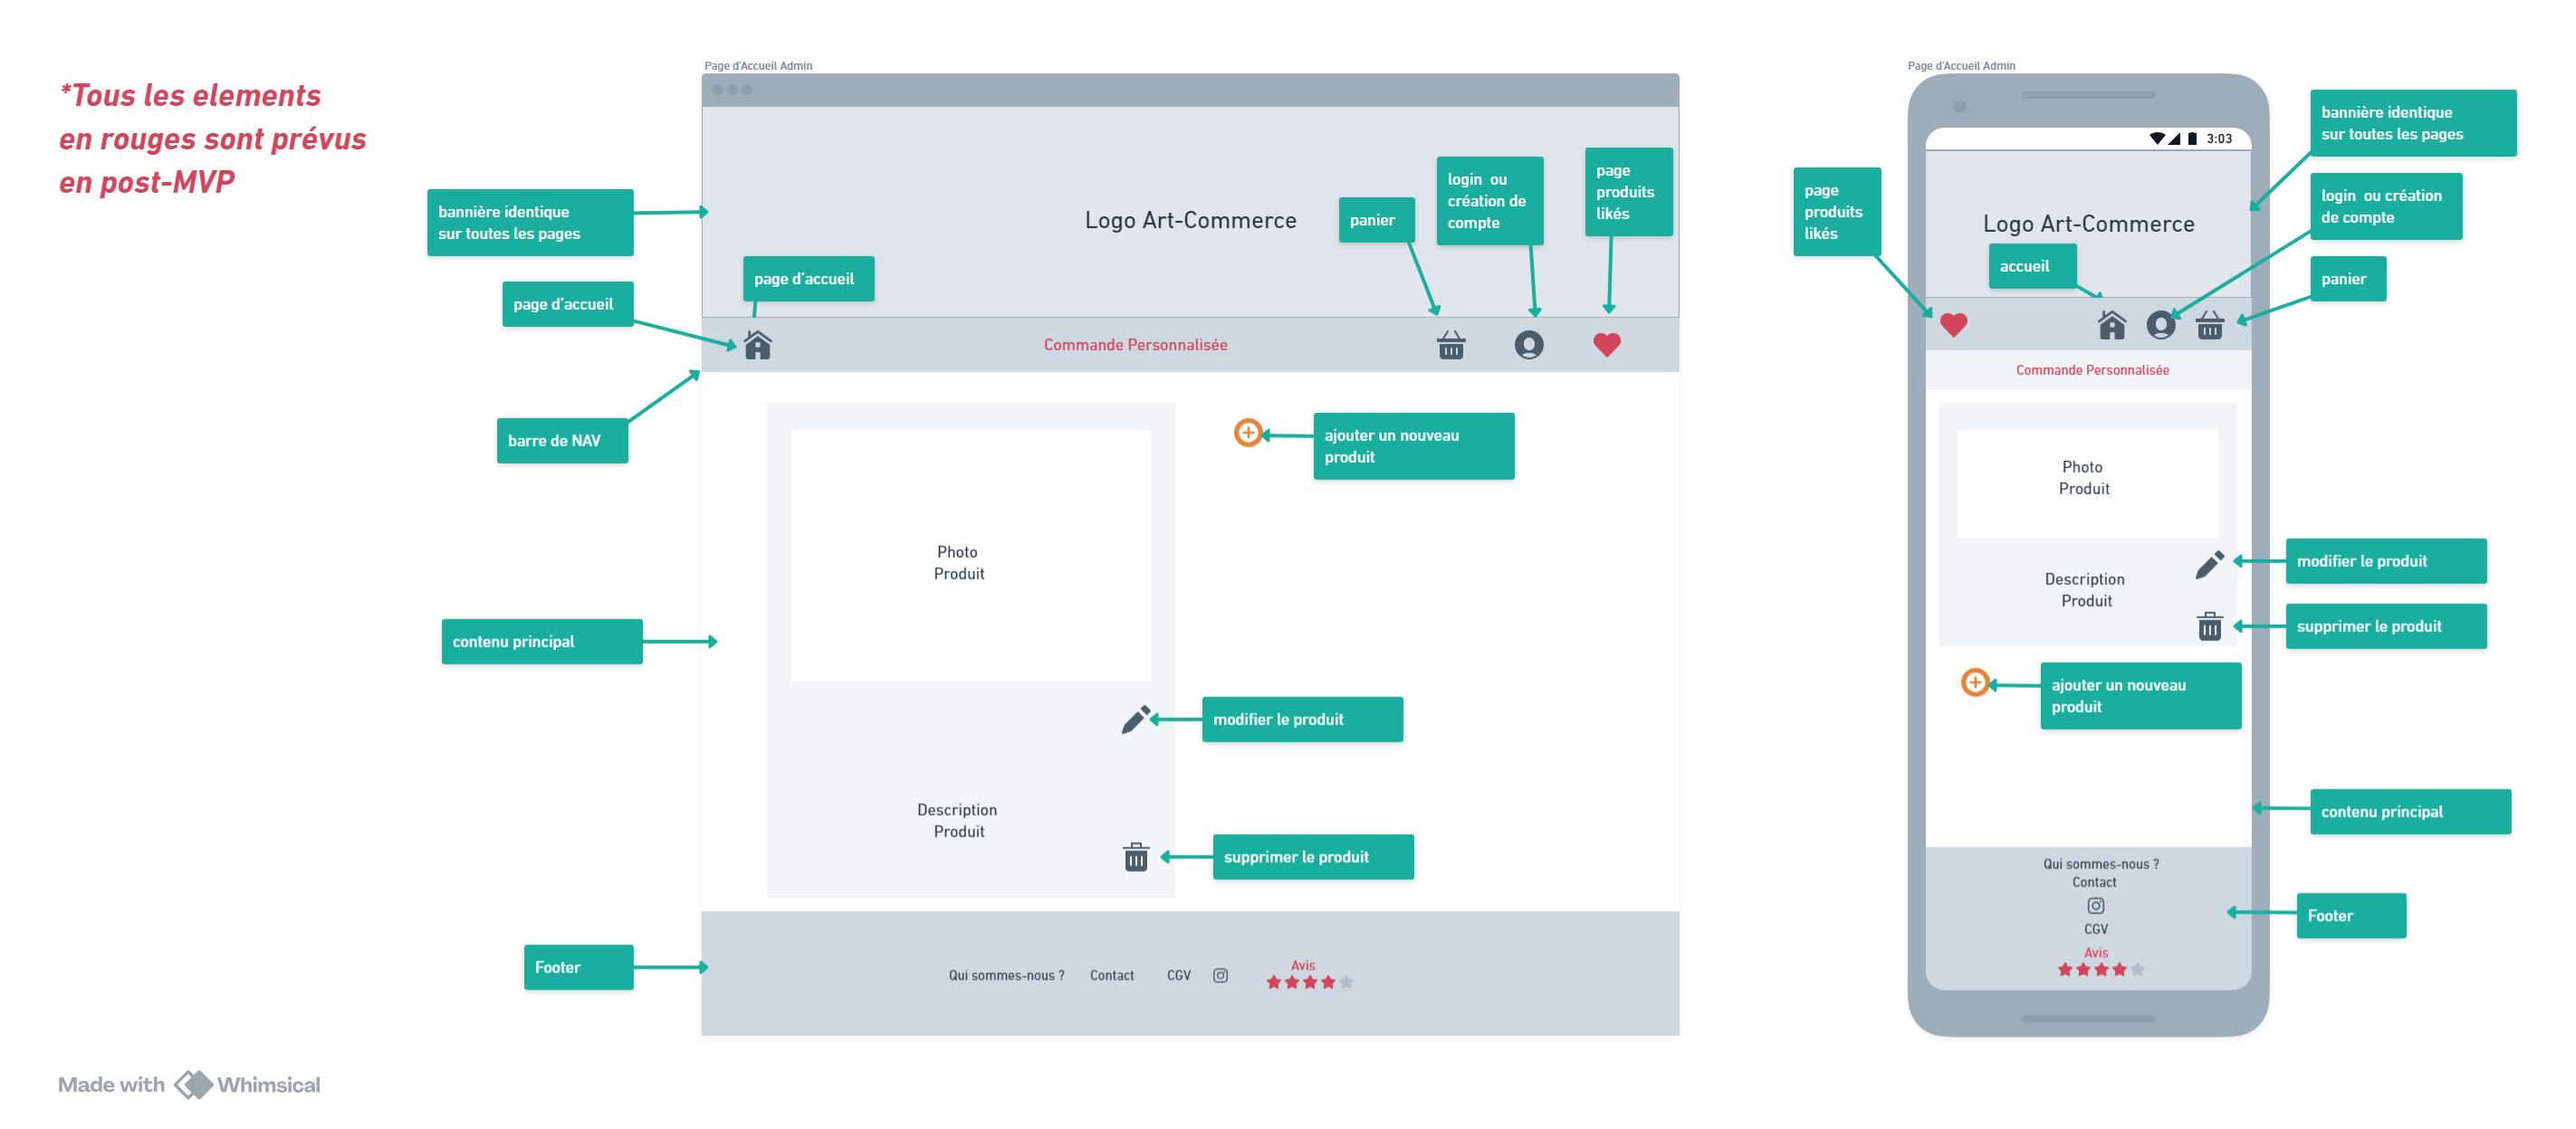 *Tous les elements
en rouges sont prévus
en post-MVP
Page d'Accueil Admin
bannière identique
sur toutes les pages
page d'accueil
barre de NAV
contenu principal
Footer
Logo Art-Commerce
page d'accueil
panier
login ou
création de
compte
page
produits
likés
Commande Personnalisée
Photo
Produit
ajouter un nouveau
produit
modifier le produit
Description
Produit
supprimer le produit
Qui sommes-nous ?
Contact
CGV
Avis
Page d'Accueil Admin
3:03
page
produits
likés
Logo Art-Commerce
accueil
bannière identique
sur toutes les pages
login ou création
de compte
panier
Commande Personnalisée
Photo
Produit
Description
Produit
modifier le produit
supprimer le produit
ajouter un nouveau
produit
contenu principal
Qui sommes-nous ?
Contact
CGV
Avis
Footer
Made with Whimsical